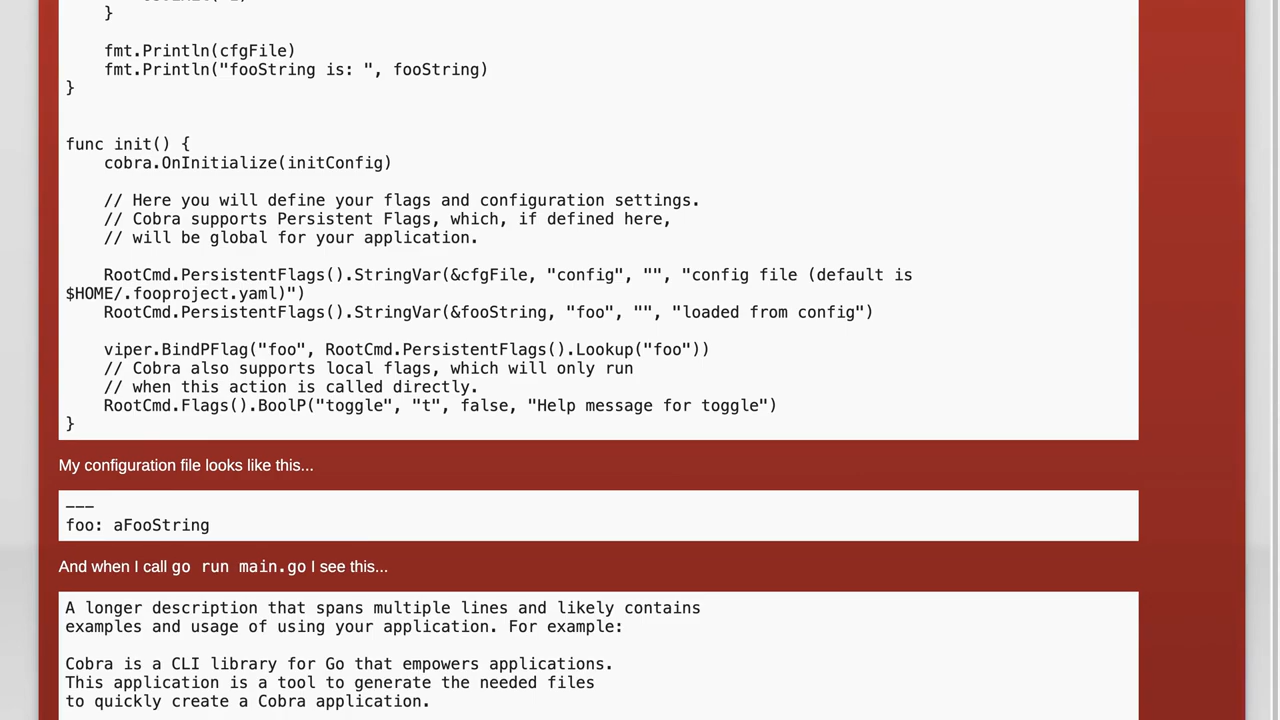 }
fmt.Println(cfgFile)
fmt.Println("fooString is: ", fooString)
}
func init() {
cobra.OnInitialize(initConfig)
// Here you will define your flags and configuration settings.
// Cobra supports Persistent Flags, which, if defined here,
// will be global for your application.
RootCmd.PersistentFlags().StringVar(&cfgFile, "config", "", "config file (default is
$HOME/.fooproject.yaml)")
RootCmd.PersistentFlags().StringVar(&fooString, "foo", "", "loaded from config")
viper.BindPFlag("foo", RootCmd.PersistentFlags().Lookup("foo"))
// Cobra also supports local flags, which will only run
// when this action is called directly.
RootCmd.Flags().BoolP("toggle", "t", false, "Help message for toggle")
}
My configuration file looks like this...
---
foo: aFooString
And when I call go run main.go I see this...
A longer description that spans multiple lines and likely contains
examples and usage of using your application. For example:
Cobra is a CLI library for Go that empowers applications.
This application is a tool to generate the needed files
to quickly create a Cobra application.